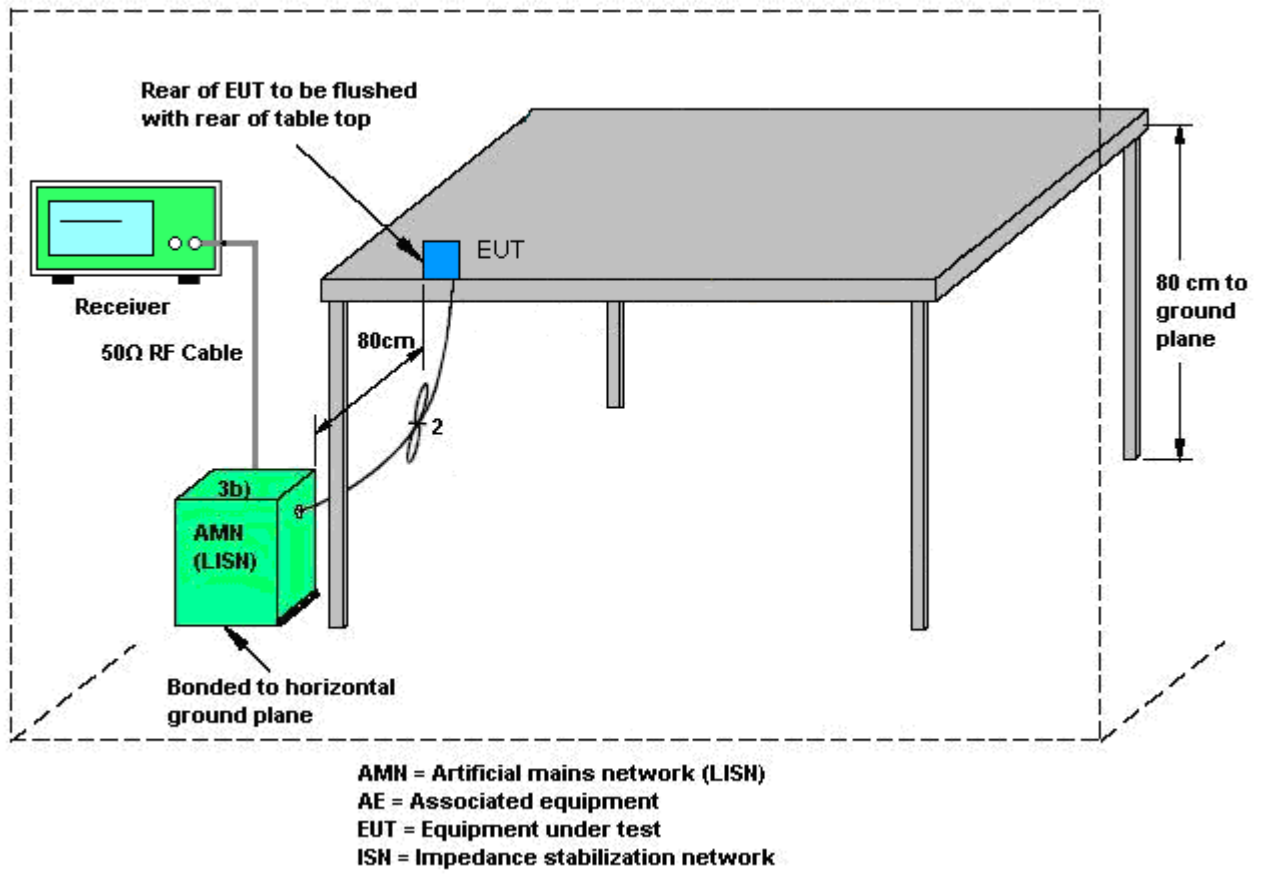 Rear of EUT to be flushed
with rear of table top
EUT
Receiver
50Ω RF Cable
80cm
80 cm to
ground
plane
2
3b)
AMN
(LISN)
Bonded to horizontal
ground plane
AMN = Artificial mains network (LISN)
AE = Associated equipment
EUT = Equipment under test
ISN = Impedance stabilization network